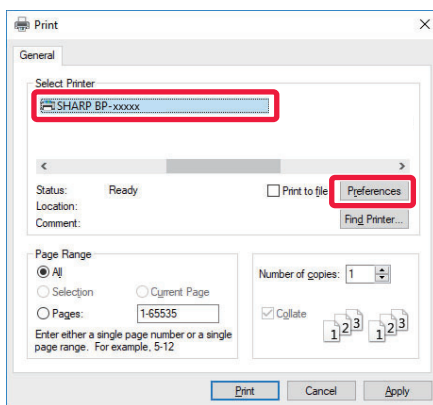 Print
General
Select Printer
SHARP BP-xxxxx
Status: Ready
Print to file
Preferences
Location:
Comment:
Find Printer...
Page Range
All
Selection
Current Page
Pages:
1-65535
Enter either a single page number or a single
page range. For example, 5-12
Number of copies: 1
Collate
1 2 3 1 2 3
Print
Cancel
Apply